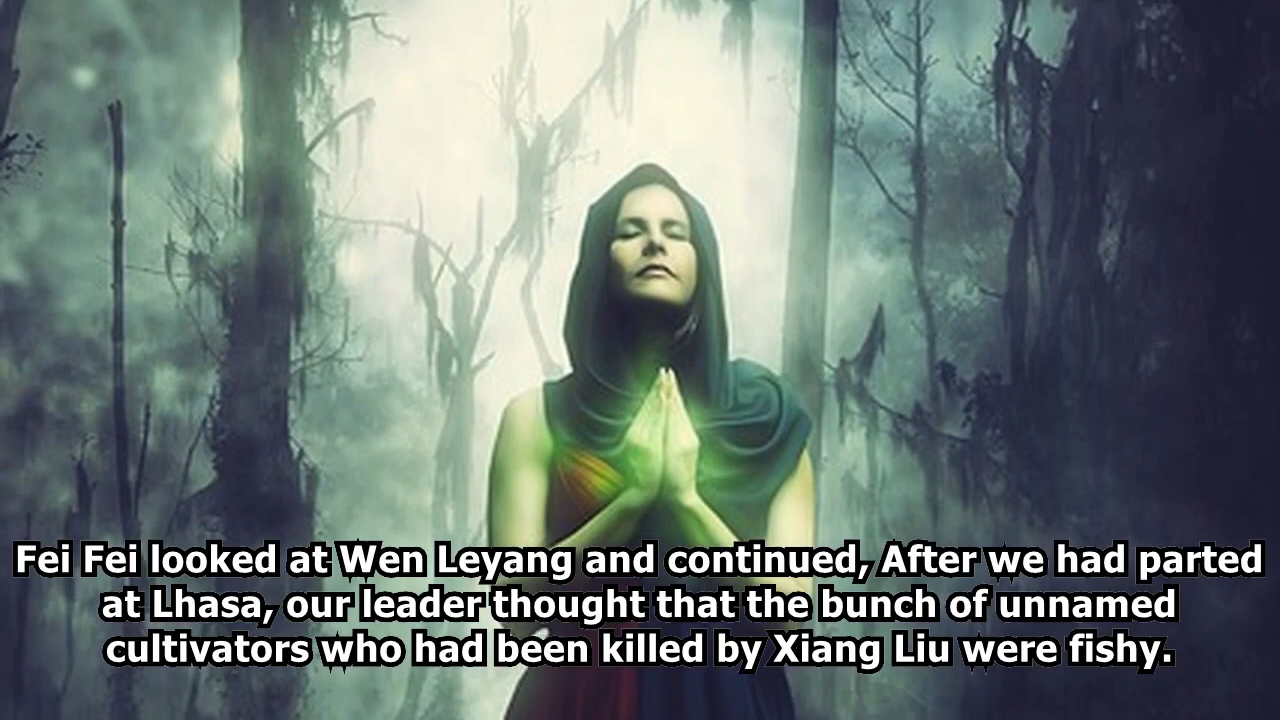 Fei Fei looked at Wen Leyang and continued, After we had parted
at Lhasa, our leader thought that the bunch of unnamed
cultivators who had been killed by Xiang Liu were fishy.